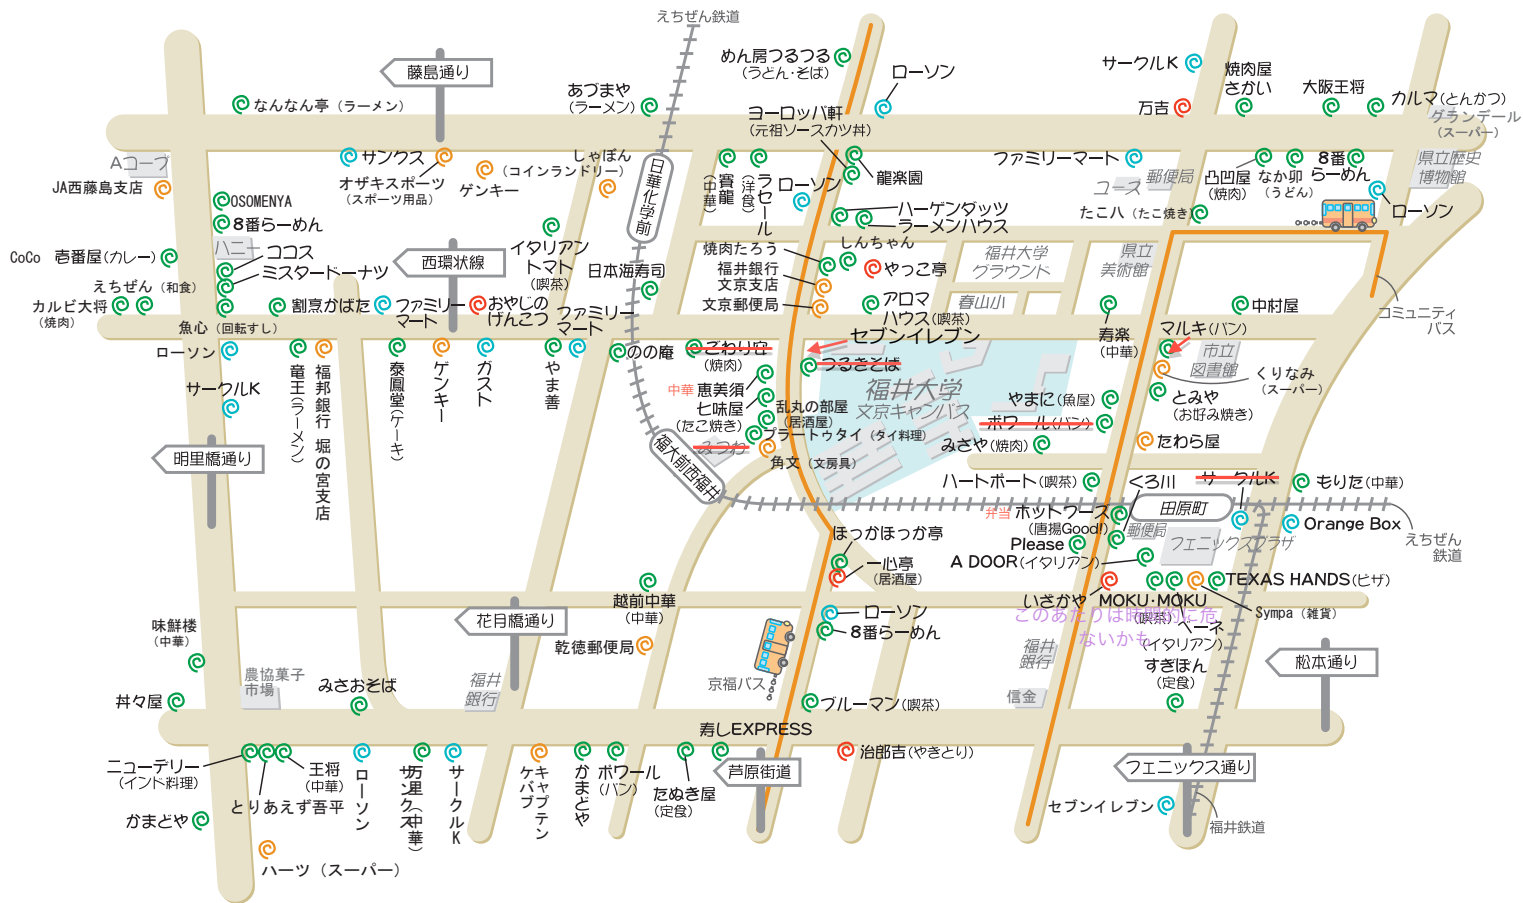 えちぜん鉄道
藤島通り
あづまや
(ラーメン)
めん房つるつる
(うどん・そば)
ローソン
サークルK
焼肉屋
さかい
大阪王将
なんなん亭(ラーメン)
ヨーロッパ軒
(元祖ソースカツ丼)
万吉
カルマ(とんかつ)
グランデール
(スーパー)
Aコープ
サンクス
オザキスポーツ
(スポーツ用品)
ゲンキー
しゃぼん
(コインランドリー)
日華化学前
寶龍
(中華)
ラセール
(洋食)
ローソン
龍楽園
ファミリーマート
ユース
郵便局
凸凹屋
(焼肉)
なか卯
(うどん)
8番
らーめん
県立歴史
博物館
JA西藤島支店
OSOMENYA
8番らーめん
ハーゲンダッツ
ラーメンハウス
たこ八(たこ焼き)
ローソン
ハニー
ココス
ミスタードーナツ
西環状線
イタリアン
トマト
(喫茶)
焼肉たろう
しんちゃん
福井大学
グラウンド
県立
美術館
CoCo 壱番屋(カレー)
日本海寿司
福井銀行
文京支店
やっこ亭
えちぜん(和食)
カルビ大将
(焼肉)
割烹かばた
ファミリー
マート
おやじの
げんこつ
ファミリー
マート
文京郵便局
アロマ
ハウス(喫茶)
春山小
中村屋
コミュニティ
バス
魚心(回転すし)
セブンイレブン
寿楽
(中華)
マルキ(パン)
ローソン
のの庵
ごわり宮
(焼肉)
つるきそば
市立
図書館
サークルK
竜王(ラーメン)
福邦銀行 堀の宮支店
泰鳳堂(ケーキ)
ゲンキー
ガスト
やま善
中華 恵美須
福井大学
文京キャンパス
くりなみ
(スーパー)
七味屋
(たこ焼き)
乱丸の部屋
(居酒屋)
やまに(魚屋)
とみや
(お好み焼き)
ボワール(パン)
プラートゥタイ(タイ料理)
みつわ
みさや(焼肉)
たわら屋
明里橋通り
福大前西福井
角文(文房具)
ハートポート(喫茶)
くろ川
サークルK
もりた(中華)
田原町
弁当 ホットワーズ
(唐揚Good!)
郵便局
Orange Box
ほっかほっか亭
Please
フェニックスプラザ
えちぜん
鉄道
一心亭
(居酒屋)
A DOOR(イタリアン)
TEXAS HANDS(ピザ)
越前中華
(中華)
いさかや
MOKU・MOKU
(喫茶)
Sympa(雑貨)
このあたりは時間的に危
ないかも
花月橋通り
ローソン
8番らーめん
ペーネ
(イタリアン)
味鮮楼
(中華)
乾徳郵便局
福井
銀行
すぎぽん
(定食)
松本通り
農協菓子
市場
みさおそば
福井
銀行
京福バス
信金
丼々屋
ブルーマン(喫茶)
寿しEXPRESS
治郎吉(やきとり)
ニューデリー
(インド料理)
王将
(中華)
とりあえず吾平
ローソン
サンクス
万里(中華)
サークルK
キャプテン
ケバブ
かまどや
ボワール
(パン)
たぬき屋
(定食)
芦原街道
フェニックス通り
かまどや
セブンイレブン
福井鉄道
ハーツ(スーパー)